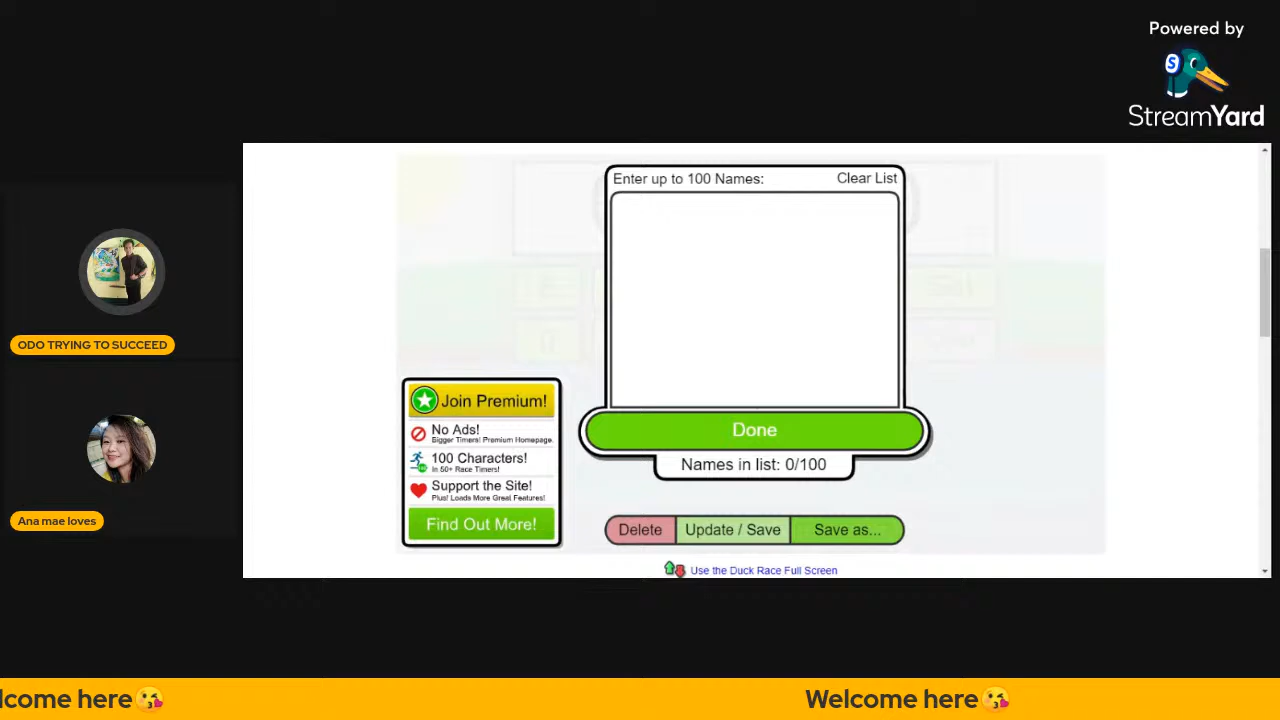 Powered by
S
StreamYard
Enter up to 100 Names: Clear List
Join Premium!
No Ads!
Bigger Timers! Premium Homepage.
100 Characters!
In 50+ Race Timers!
Support the Site!
Plus! Loads More Great Features!
Find Out More!
Done
Names in list: 0/100
Delete Update / Save Save as...
Use the Duck Race Full Screen
ODO TRYING TO SUCCEED
Ana mae loves
lcome here😘 Welcome here😘